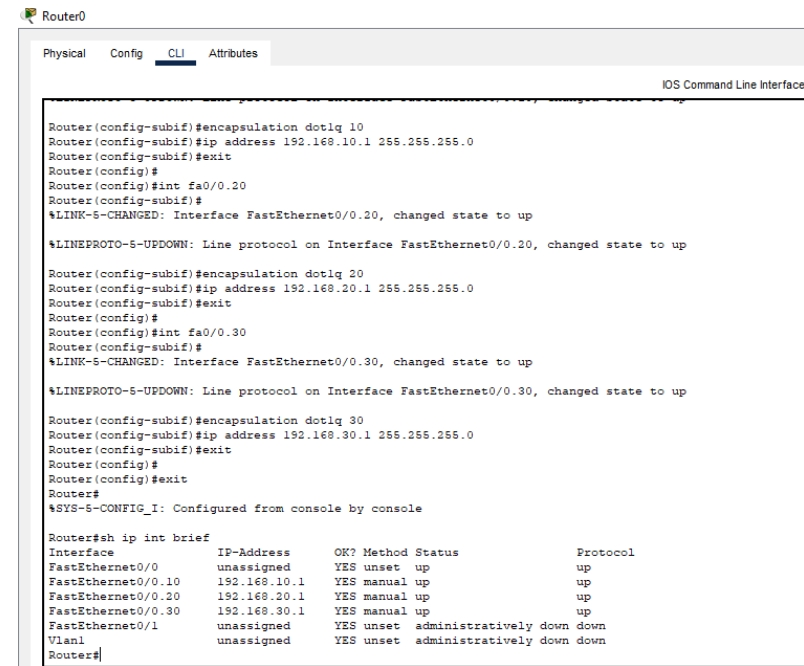 Router0
Physical Config CLI Attributes
IOS Command Line Interface
Router(config-subif)#encapsulation dot1q 10
Router(config-subif)#ip address 192.168.10.1 255.255.255.0
Router(config-subif)#exit
Router(config)#
Router(config)#int fa0/0.20
Router(config-subif)#
%LINK-5-CHANGED: Interface FastEthernet0/0.20, changed state to up
%LINEPROTO-5-UPDOWN: Line protocol on Interface FastEthernet0/0.20, changed state to up
Router(config-subif)#encapsulation dot1q 20
Router(config-subif)#ip address 192.168.20.1 255.255.255.0
Router(config-subif)#exit
Router(config)#
Router(config)#int fa0/0.30
Router(config-subif)#
%LINK-5-CHANGED: Interface FastEthernet0/0.30, changed state to up
%LINEPROTO-5-UPDOWN: Line protocol on Interface FastEthernet0/0.30, changed state to up
Router(config-subif)#encapsulation dot1q 30
Router(config-subif)#ip address 192.168.30.1 255.255.255.0
Router(config-subif)#exit
Router(config)#
Router(config)#exit
Router#
%SYS-5-CONFIG_I: Configured from console by console
Router#sh ip int brief
Interface IP-Address OK? Method Status Protocol
FastEthernet0/0 unassigned YES unset up up
FastEthernet0/0.10 192.168.10.1 YES manual up up
FastEthernet0/0.20 192.168.20.1 YES manual up up
FastEthernet0/0.30 192.168.30.1 YES manual up up
FastEthernet0/1 unassigned YES unset administratively down down
Vlan1 unassigned YES unset administratively down down
Router#